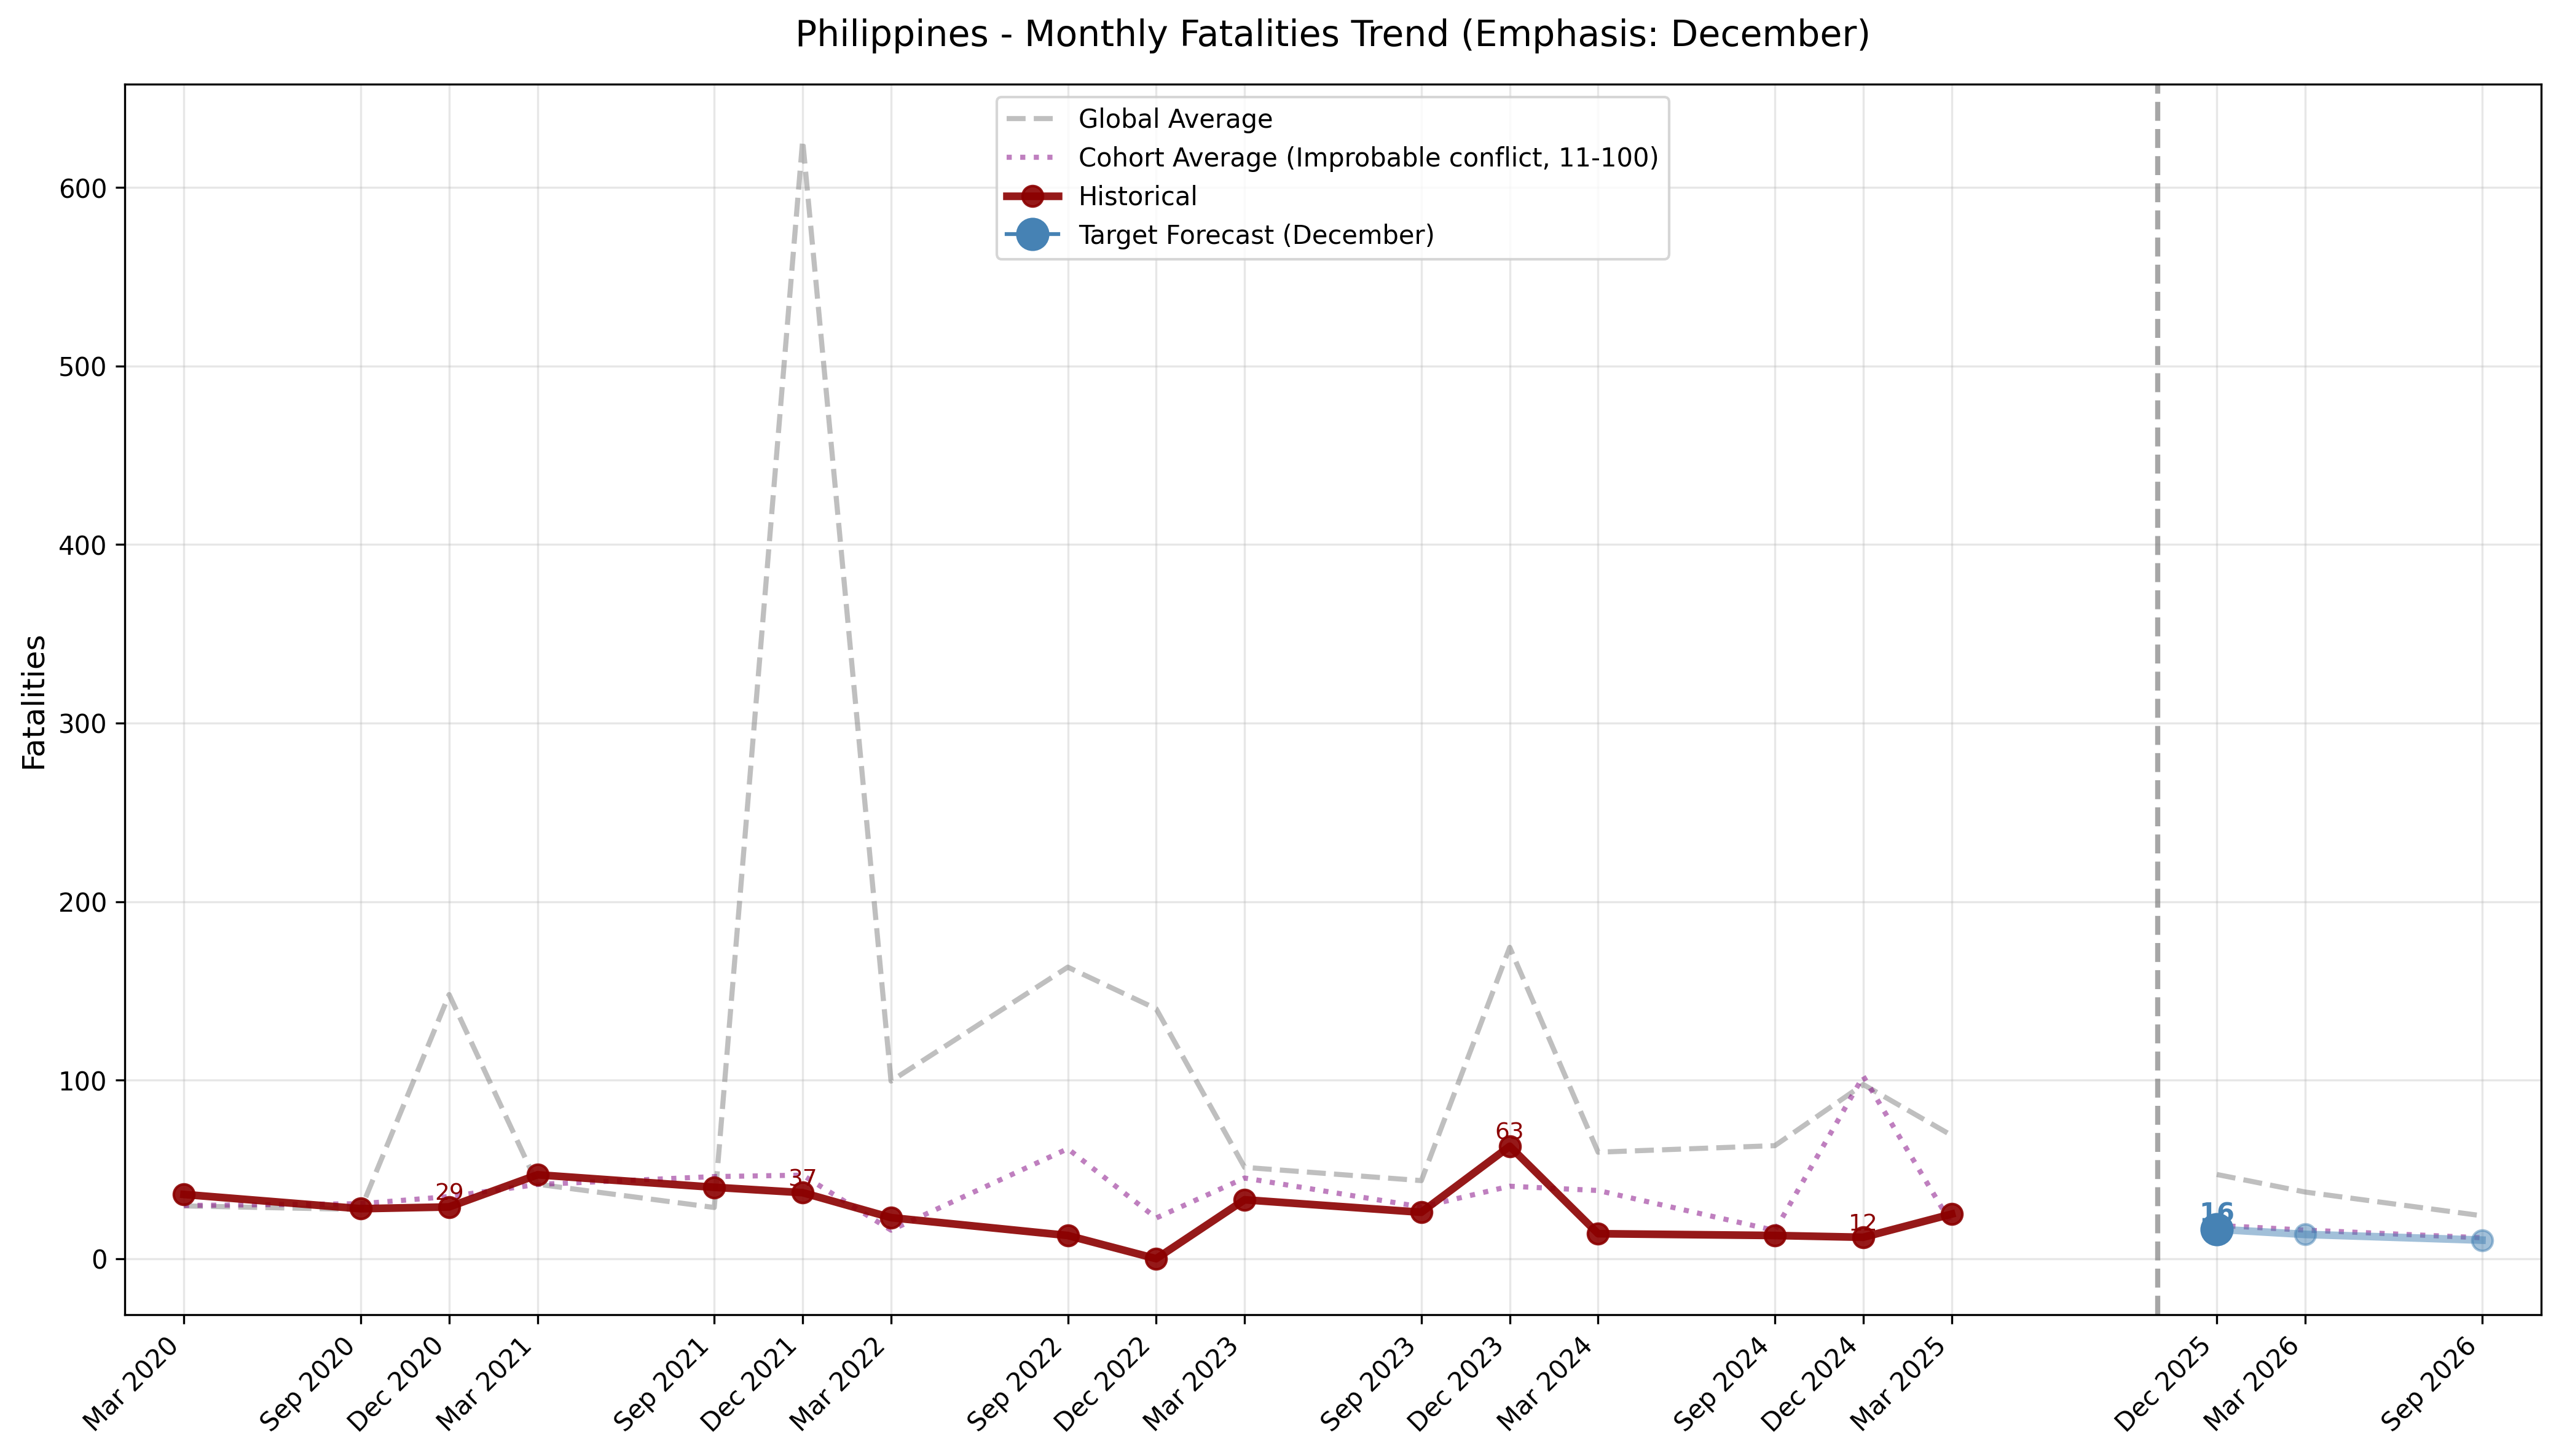 Philippines - Monthly Fatalities Trend (Emphasis: December)
Global Average
Cohort Average (Improbable conflict, 11-100)
Historical
Target Forecast (December)
Fatalities
600
500
400
300
200
100
0
29
37
63
12
16
Mar 2020
Sep 2020
Dec 2020
Mar 2021
Sep 2021
Dec 2021
Mar 2022
Sep 2022
Dec 2022
Mar 2023
Sep 2023
Dec 2023
Mar 2024
Sep 2024
Dec 2024
Mar 2025
Dec 2025
Mar 2026
Sep 2026